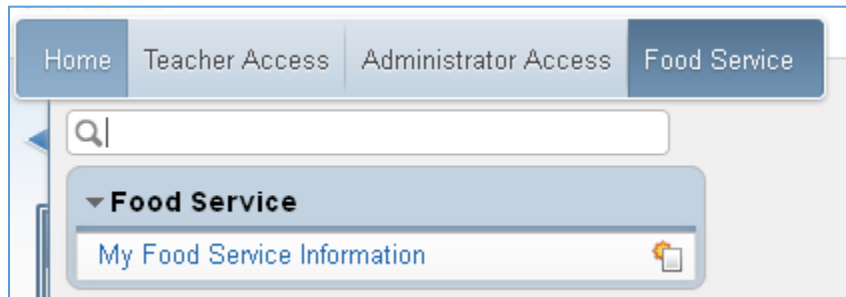 Home Teacher Access Administrator Access Food Service
Food Service
My Food Service Information